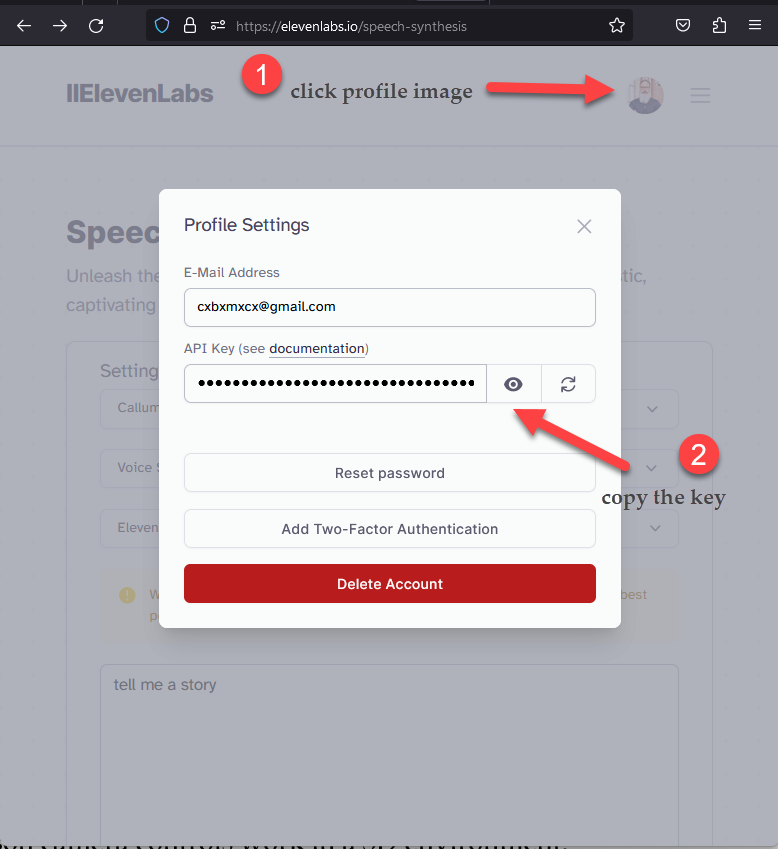 https://elevenlabs.io/speech-synthesis
1
IIElevenLabs
click profile image
Speec
Profile Settings
Unleash the
tic,
captivating
E-Mail Address
cxbxmxcx@gmail.com
API Key (see documentation)
Setting
Callum
Voice S
2
copy the key
Reset password
Eleven
Add Two-Factor Authentication
Delete Account
W
best
p
tell me a story